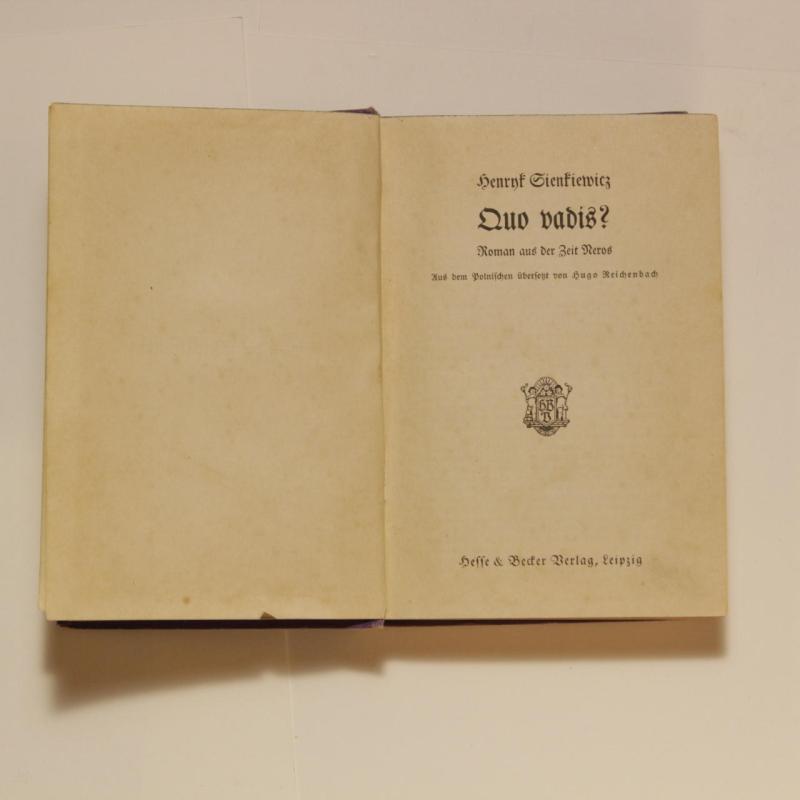 Henryk Sienkiewicz
Quo vadis?
Roman aus der Zeit Neros
Aus dem Polnischen übersetzt von Hugo Reichenbach
HB
V
Hesse & Becker Verlag, Leipzig